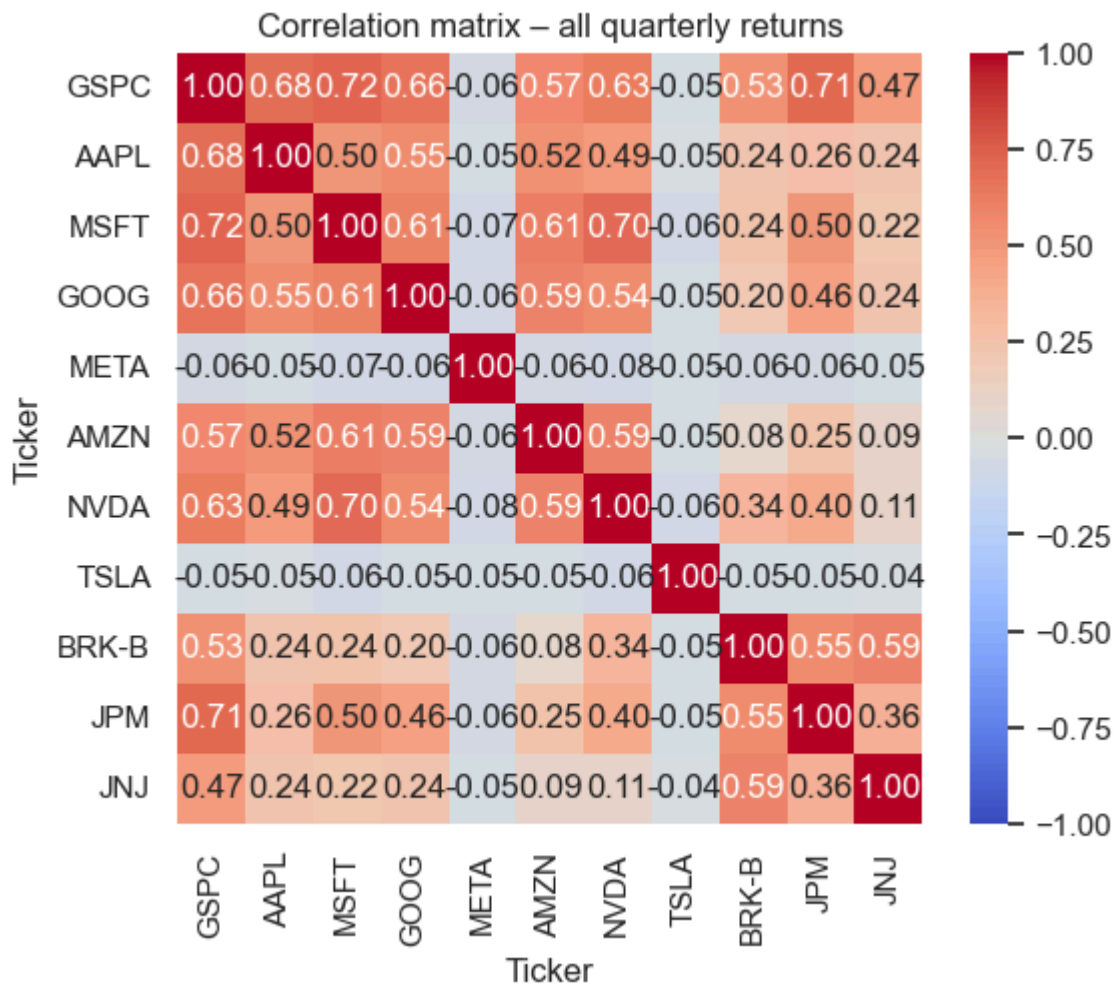 Correlation matrix – all quarterly returns
GSPC 1.00 0.68 0.72 0.66 -0.06 0.57 0.63 -0.05 0.53 0.71 0.47
AAPL 0.68 1.00 0.50 0.55 -0.05 0.52 0.49 -0.05 0.24 0.26 0.24
MSFT 0.72 0.50 1.00 0.61 -0.07 0.61 0.70 -0.06 0.24 0.50 0.22
GOOG 0.66 0.55 0.61 1.00 -0.06 0.59 0.54 -0.05 0.20 0.46 0.24
META -0.06 -0.05 -0.07 -0.06 1.00 -0.06 -0.08 -0.05 -0.06 -0.06 -0.05
AMZN 0.57 0.52 0.61 0.59 -0.06 1.00 0.59 -0.05 0.08 0.25 0.09
NVDA 0.63 0.49 0.70 0.54 -0.08 0.59 1.00 -0.06 0.34 0.40 0.11
TSLA -0.05 -0.05 -0.06 -0.05 -0.05 -0.05 -0.06 1.00 -0.05 -0.05 -0.04
BRK-B 0.53 0.24 0.24 0.20 -0.06 0.08 0.34 -0.05 1.00 0.55 0.59
JPM 0.71 0.26 0.50 0.46 -0.06 0.25 0.40 -0.05 0.55 1.00 0.36
JNJ 0.47 0.24 0.22 0.24 -0.05 0.09 0.11 -0.04 0.59 0.36 1.00
Ticker
GSPC AAPL MSFT GOOG META AMZN NVDA TSLA BRK-B JPM JNJ
Ticker
1.00
0.75
0.50
0.25
0.00
−0.25
−0.50
−0.75
−1.00